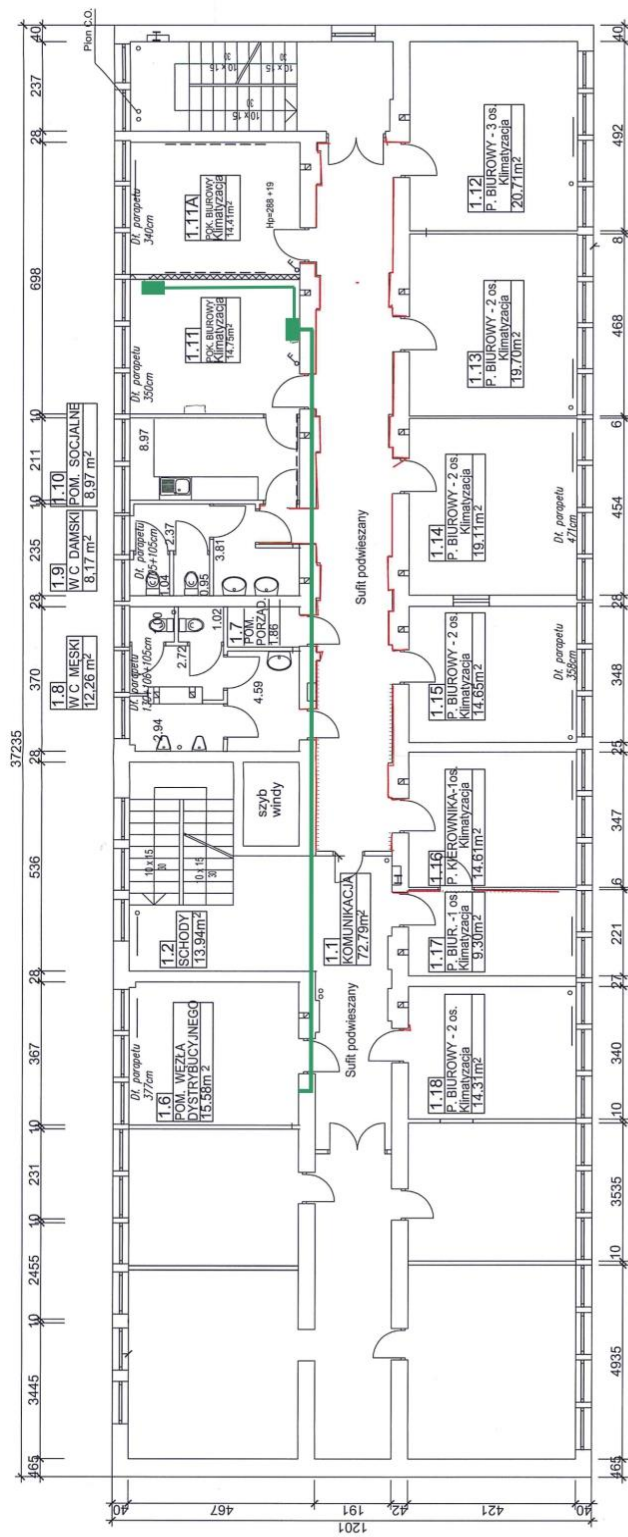 37235
465
3445
10
2455
10
231
10
367
28
536
28
370
28
235
10
211
10
698
28
237
40
Pion C.O.
1.8
WC MĘSKI
12,26 m²
1.9
WC DAMSKI
8,17 m²
1.10
POM. SOCJALNE
8,97 m²
Dł. parapetu
377cm
1.6
POM. WĘZŁA
DYSTRYBUCYJNEGO
15.58m²
1.2
SCHODY
13.94m²
10 x 15
30
szyb
windy
2.94
2.72
1.02
4.59
1.7
POM.
PORZĄD.
1.86
Dł. parapetu
105+105cm
1.04
2.37
0.95
3.81
8.97
Dł. parapetu
350cm
1.11
POK. BIUROWY
Klimatyzacja
14.75m²
Dł. parapetu
340cm
1.11A
POK. BIUROWY
Klimatyzacja
14.41m²
Hp=288 +19
10 x 15
30
10 x 15
Sufit podwieszany
1.1
KOMUNIKACJA
72.79m²
Sufit podwieszany
1.18
P. BIUROWY - 2 os.
Klimatyzacja
14.31m²
1.17
P. BIUR. -1 os
Klimatyzacja
9.30m²
1.16
P. KIEROWNIKA-1os.
Klimatyzacja
14.61m²
1.15
P. BIUROWY - 2 os.
Klimatyzacja
14.65m²
Dł. parapetu
358cm
1.14
P. BIUROWY - 2 os.
Klimatyzacja
19.11m²
Dł. parapetu
471cm
1.13
P. BIUROWY - 2 os.
Klimatyzacja
19.70m²
1.12
P. BIUROWY - 3 os.
Klimatyzacja
20.71m²
465
4935
10
3535
10
340
27
221
6
347
25
348
28
454
6
468
8
492
40
40
467
191
42
421
40
1201